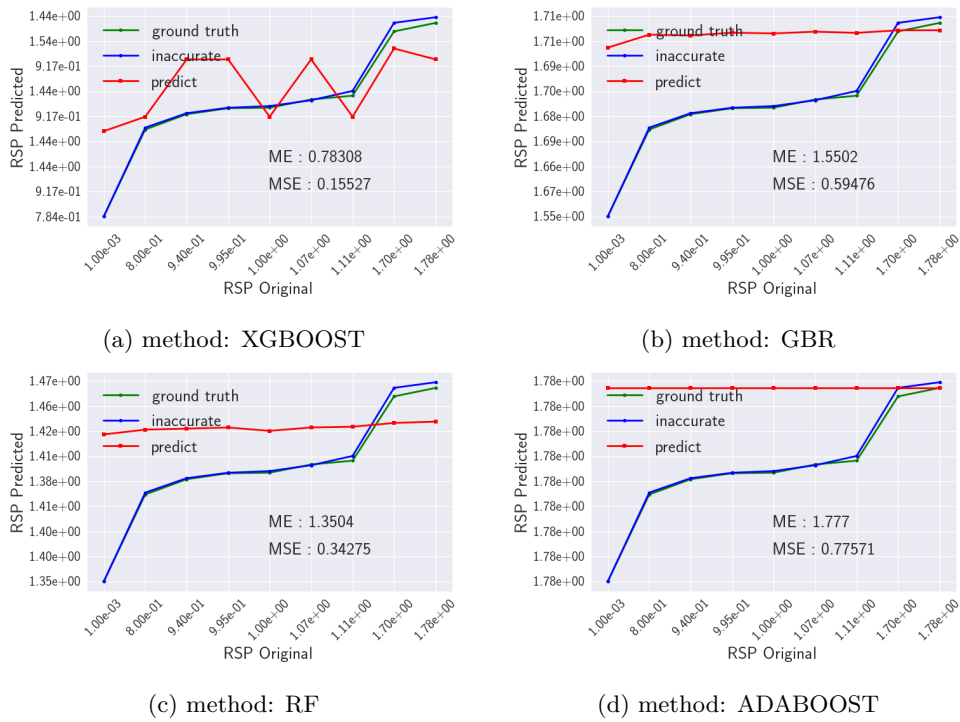 1.44e+00
1.54e+00
9.17e-01
1.44e+00
9.17e-01
1.44e+00
1.44e+00
9.17e-01
7.84e-01
RSP Predicted
ground truth
inaccurate
predict
ME : 0.78308
MSE : 0.15527
1.00e-03 8.00e-01 9.40e-01 9.95e-01 1.00e+00 1.07e+00 1.11e+00 1.70e+00 1.78e+00
RSP Original
(a) method: XGBOOST
1.71e+00
1.71e+00
1.69e+00
1.70e+00
1.68e+00
1.66e+00
1.67e+00
1.55e+00
RSP Predicted
ground truth
inaccurate
predict
ME : 1.5502
MSE : 0.59476
1.00e-03 8.00e-01 9.40e-01 9.95e-01 1.00e+00 1.07e+00 1.11e+00 1.70e+00 1.78e+00
RSP Original
(b) method: GBR
1.47e+00
1.46e+00
1.42e+00
1.41e+00
1.38e+00
1.41e+00
1.40e+00
1.40e+00
1.35e+00
RSP Predicted
ground truth
inaccurate
predict
ME : 1.3504
MSE : 0.34275
1.00e-03 8.00e-01 9.40e-01 9.95e-01 1.00e+00 1.07e+00 1.11e+00 1.70e+00 1.78e+00
RSP Original
(c) method: RF
1.78e+00
1.78e+00
1.78e+00
1.78e+00
1.78e+00
1.78e+00
1.78e+00
1.78e+00
1.78e+00
RSP Predicted
ground truth
inaccurate
predict
ME : 1.777
MSE : 0.77571
1.00e-03 8.00e-01 9.40e-01 9.95e-01 1.00e+00 1.07e+00 1.11e+00 1.70e+00 1.78e+00
RSP Original
(d) method: ADABOOST